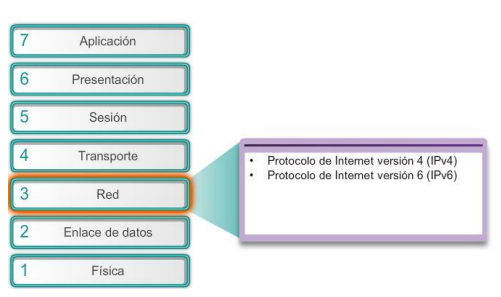 7 Aplicación
6 Presentación
5 Sesión
4 Transporte
3 Red
2 Enlace de datos
1 Física
• Protocolo de Internet versión 4 (IPv4)
• Protocolo de Internet versión 6 (IPv6)